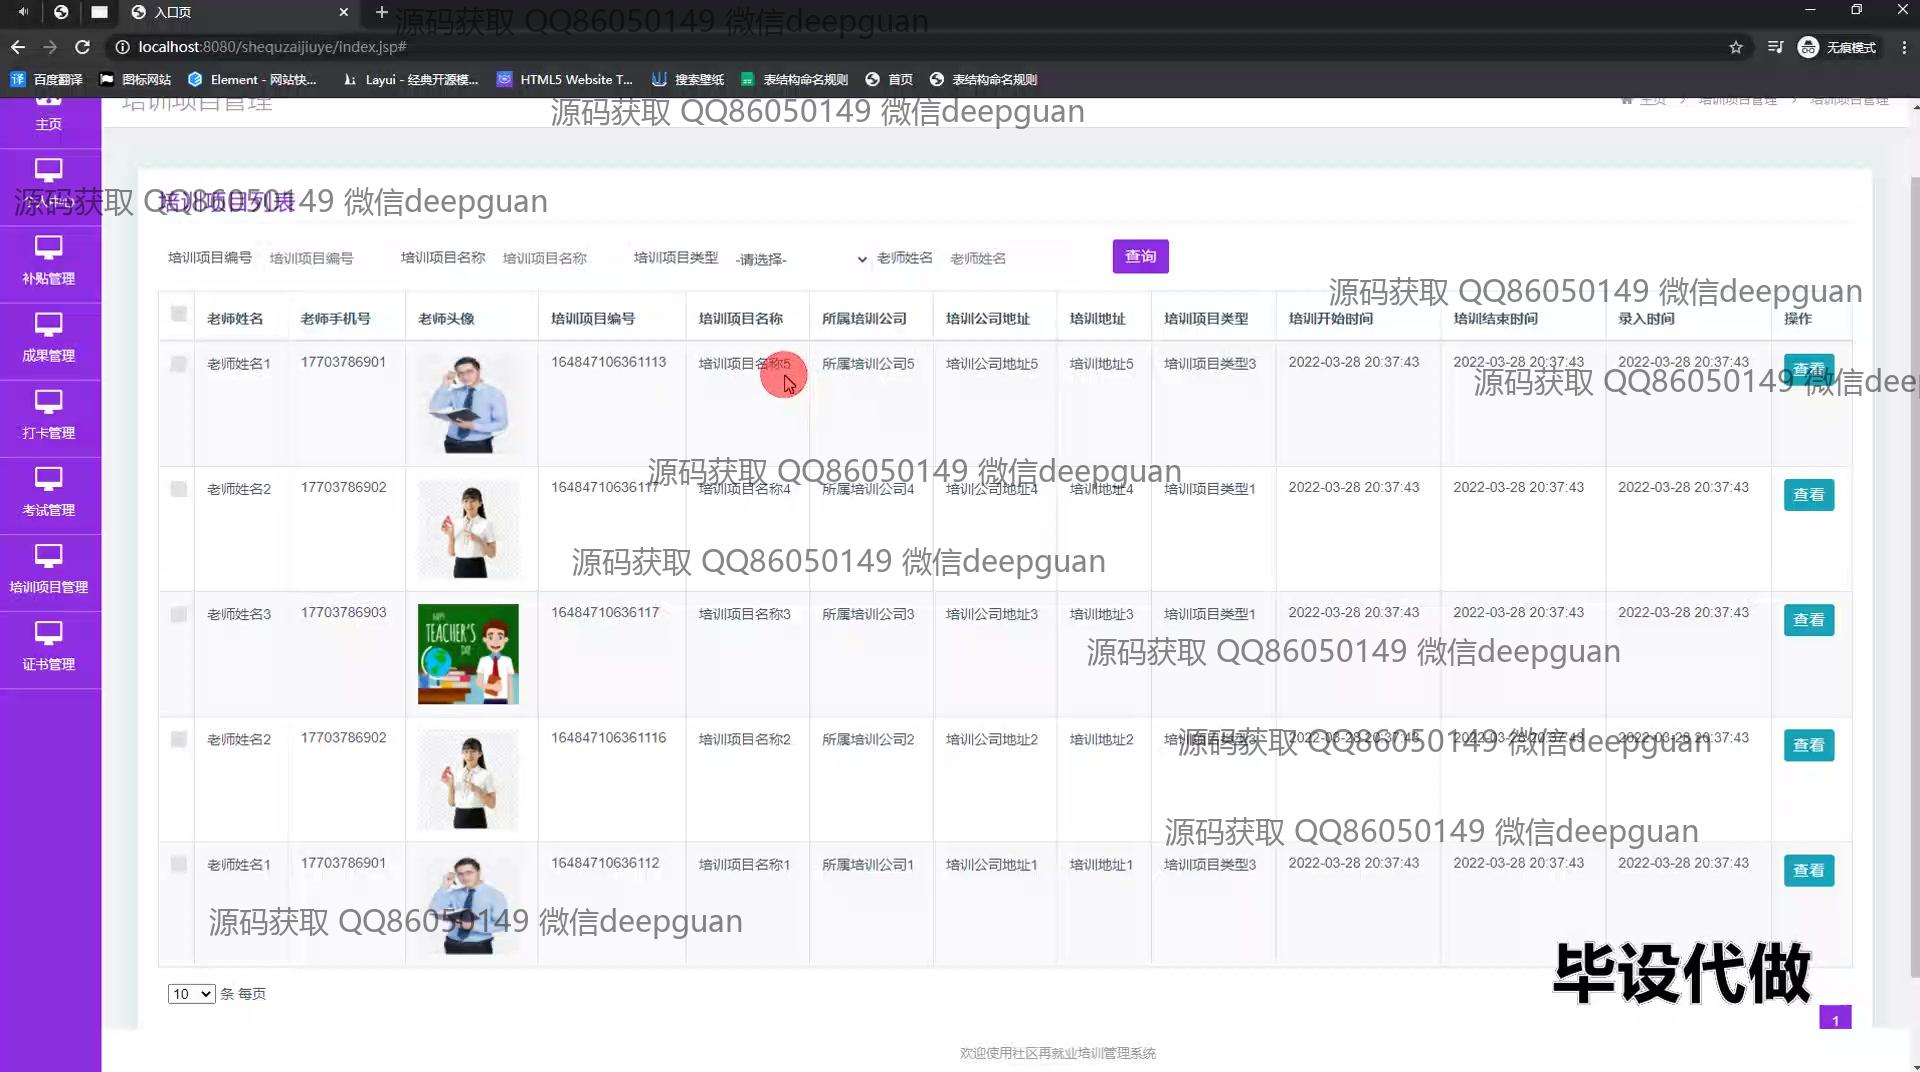 入口页
源码获取 QQ86050149 微信deepguan
localhost:8080/shequzaijiuye/index.jsp#
无痕模式
百度翻译
图标网站
Element - 网站快...
Layui - 经典开源模...
HTML5 Website T...
搜索壁纸
表结构命名规则
首页
表结构命名规则
主页
培训项目管理
主页 培训项目管理 培训项目管理
源码获取 QQ86050149 微信deepguan
个人中心
源码获取 QQ86050149 微信deepguan
培训项目列表
补贴管理
成果管理
打卡管理
考试管理
培训项目管理
证书管理
培训项目编号 培训项目编号 培训项目名称 培训项目名称 培训项目类型 -请选择- 老师姓名 老师姓名 查询
源码获取 QQ86050149 微信deepguan
老师姓名 老师手机号 老师头像 培训项目编号 培训项目名称 所属培训公司 培训公司地址 培训地址 培训项目类型 培训开始时间 培训结束时间 录入时间 操作
老师姓名1 17703786901 164847106361113 培训项目名称5 所属培训公司5 培训公司地址5 培训地址5 培训项目类型3 2022-03-28 20:37:43 2022-03-28 20:37:43 2022-03-28 20:37:43 查看
源码获取 QQ86050149 微信dee
源码获取 QQ86050149 微信deepguan
老师姓名2 17703786902 16484710636117 培训项目名称4 所属培训公司4 培训公司地址4 培训地址4 培训项目类型1 2022-03-28 20:37:43 2022-03-28 20:37:43 2022-03-28 20:37:43 查看
源码获取 QQ86050149 微信deepguan
老师姓名3 17703786903 TEACHER'S DAY 16484710636117 培训项目名称3 所属培训公司3 培训公司地址3 培训地址3 培训项目类型1 2022-03-28 20:37:43 2022-03-28 20:37:43 2022-03-28 20:37:43 查看
源码获取 QQ86050149 微信deepguan
老师姓名2 17703786902 164847106361116 培训项目名称2 所属培训公司2 培训公司地址2 培训地址2 培训项目类型 2022-03-28 20:37:43 2022-03-28 20:37:43 2022-03-28 20:37:43 查看
源码获取 QQ86050149 微信deepguan
源码获取 QQ86050149 微信deepguan
老师姓名1 17703786901 16484710636112 培训项目名称1 所属培训公司1 培训公司地址1 培训地址1 培训项目类型3 2022-03-28 20:37:43 2022-03-28 20:37:43 2022-03-28 20:37:43 查看
源码获取 QQ86050149 微信deepguan
毕设代做
10 条 每页
1
欢迎使用社区再就业培训管理系统